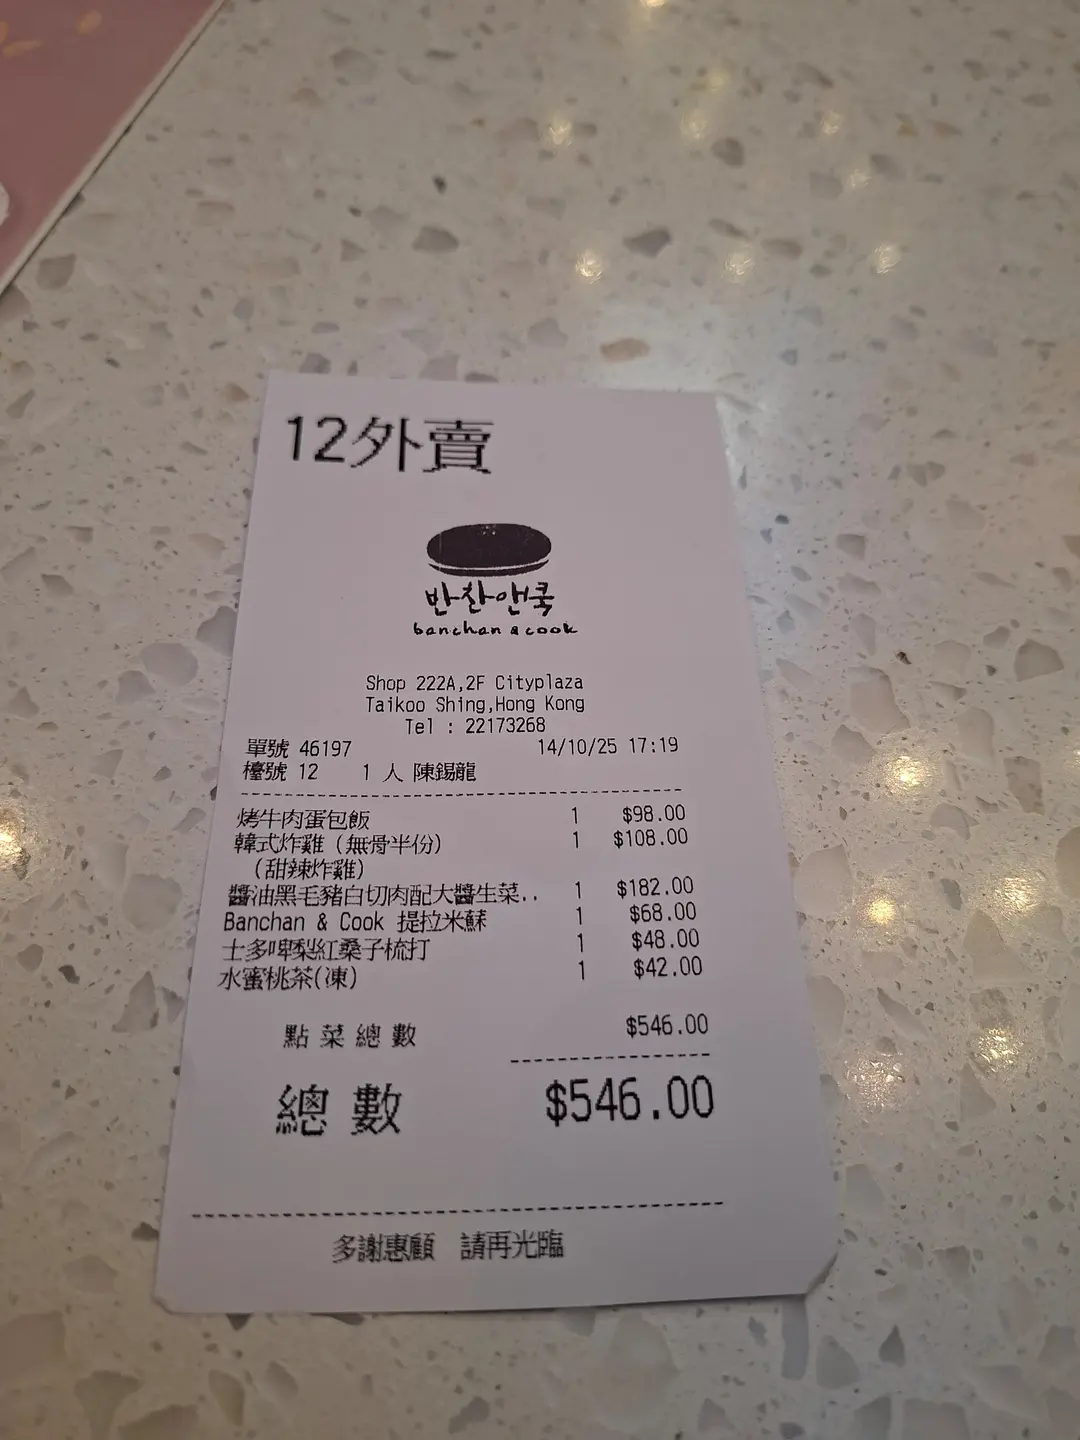 12外賣
반찬앤쿡
banchan & cook
Shop 222A,2F Cityplaza
Taikoo Shing,Hong Kong
Tel : 22173268
單號 46197 14/10/25 17:19
檯號 12 1 人 陳錫龍
烤牛肉蛋包飯 1 $98.00
韓式炸雞 (無骨半份) 1 $108.00
(甜辣炸雞)
醬油黑毛豬白切肉配大醬生菜.. 1 $182.00
Banchan & Cook 提拉米蘇 1 $68.00
士多啤梨紅桑子梳打 1 $48.00
水蜜桃茶(凍) 1 $42.00
點菜總數 $546.00
總數 $546.00
多謝惠顧 請再光臨